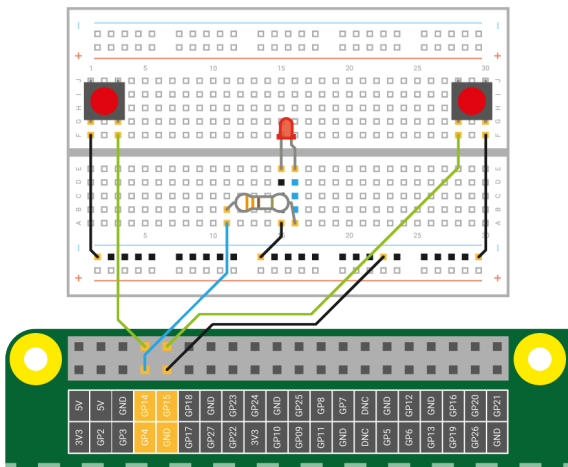 − −
+ +
1 5 10 15 20 25 30
J J
I I
H H
G G
F F
E E
D D
C C
B B
A A
5 10 15 20 25 30
− −
+ +
5V 5V GND GP14 GP15 GP18 GND GP23 GP24 GND GP25 GP8 GP7 DNC GND GP12 GND GP16 GP20 GP21
3V3 GP2 GP3 GP4 GND GP17 GP27 GP22 3V3 GP10 GP09 GP11 GND DNC GP5 GP6 GP13 GP19 GP26 GND